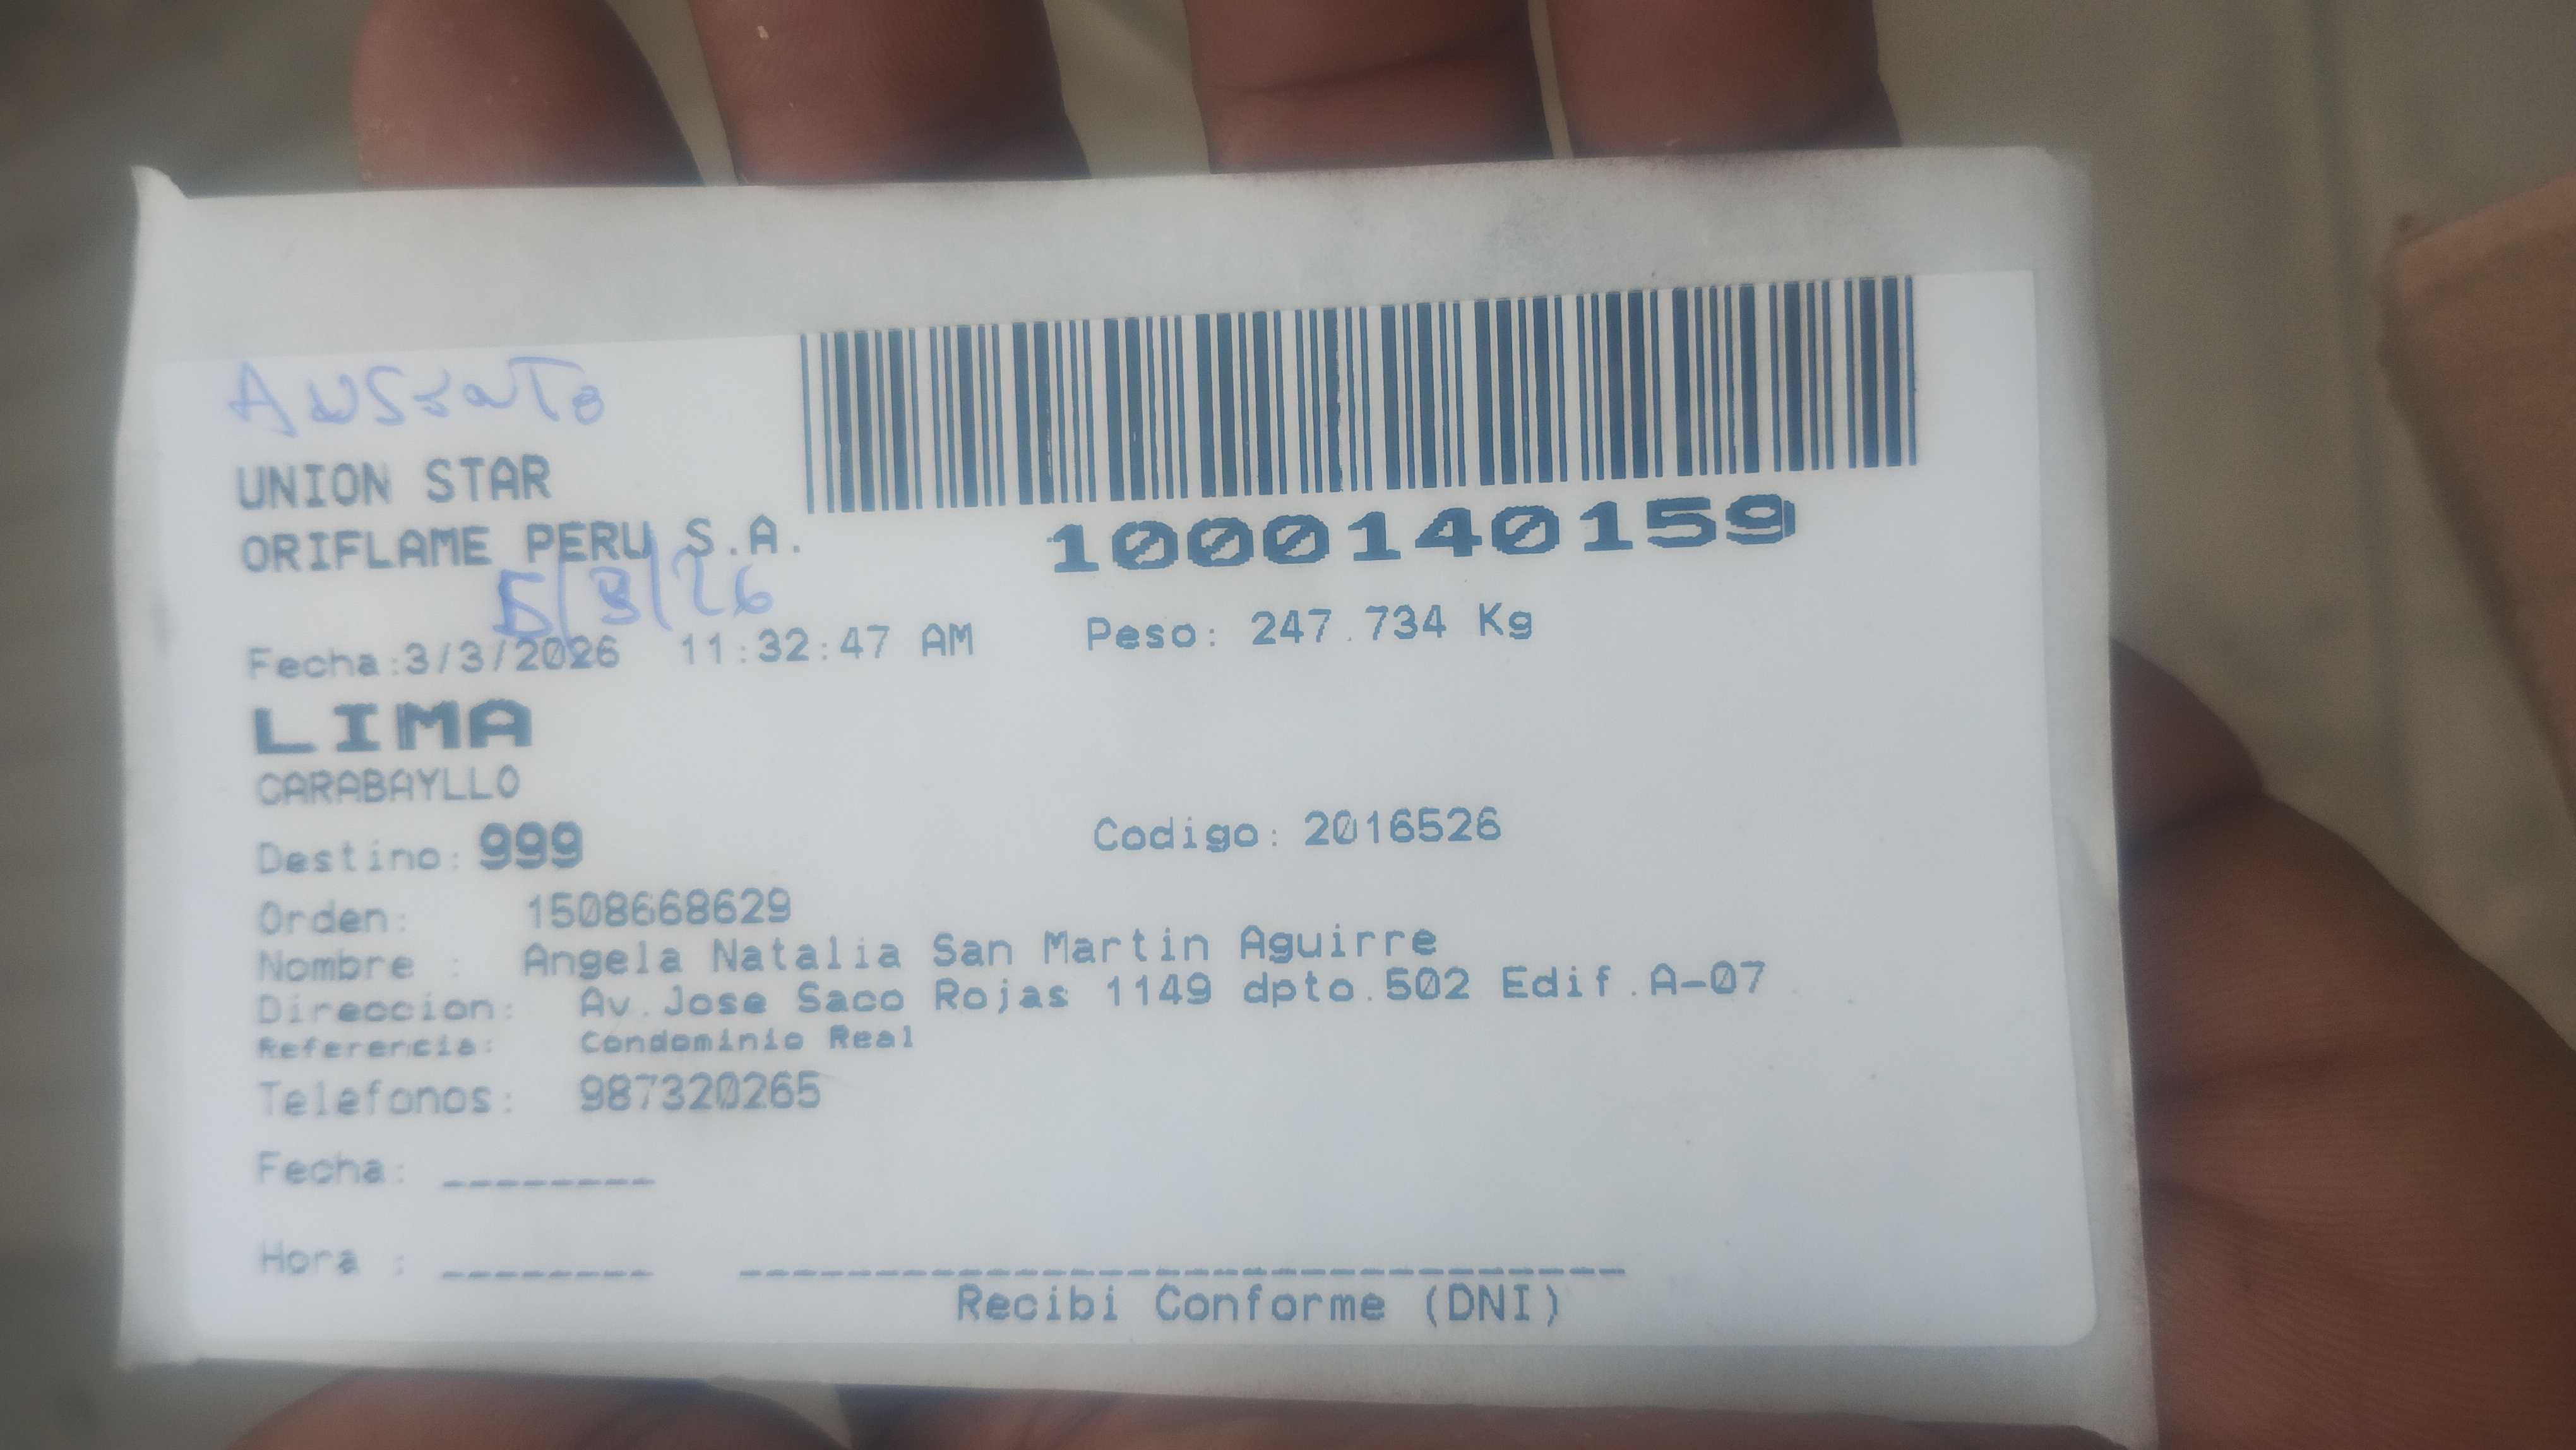 Ausente
UNION STAR
ORIFLAME PERU S.A.
1000140159
5/3/26
Fecha:3/3/2026 11:32:47 AM Peso: 247.734 Kg
LIMA
CARABAYLLO
Destino: 999 Codigo: 2016526
Orden: 1508668629
Nombre : Angela Natalia San Martin Aguirre
Direccion: Av.Jose Saco Rojas 1149 dpto.502 Edif.A-07
Referencia: Condominio Real
Telefonos: 987320265
Fecha: ________
Hora : ________
Recibi Conforme (DNI)